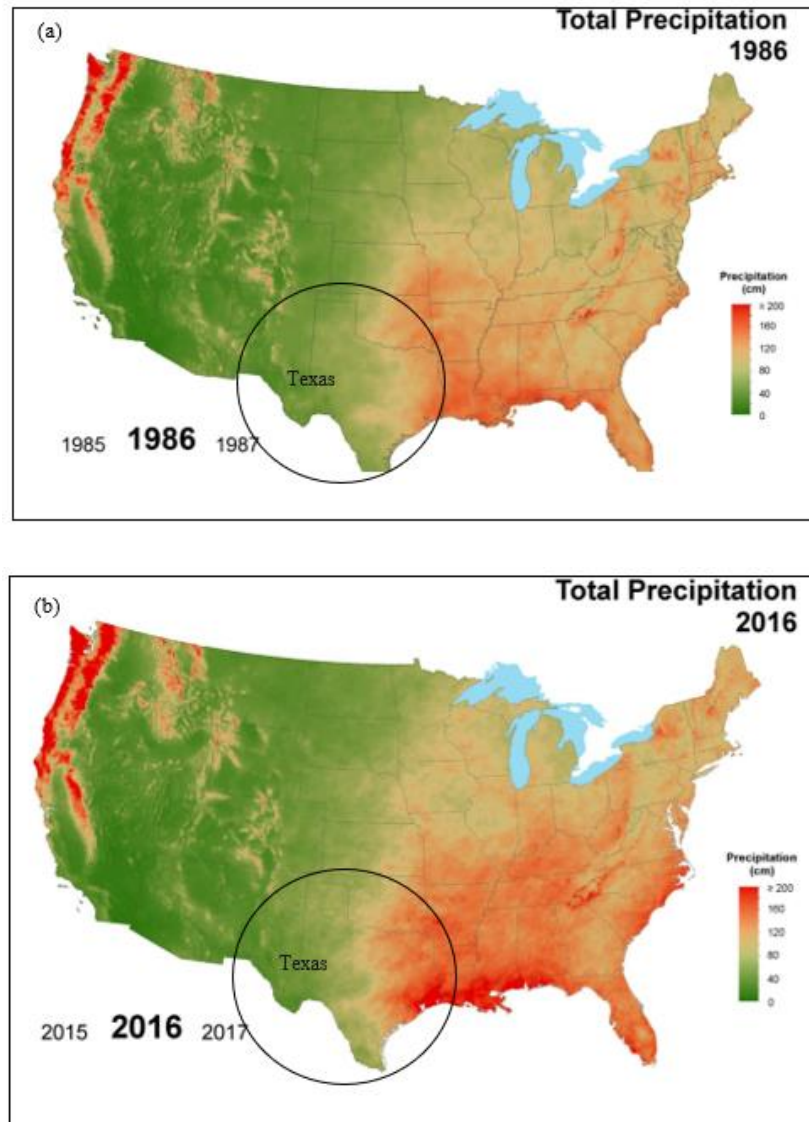 (a)
Total Precipitation
1986
Precipitation
(cm)
≥ 200
160
120
80
40
0
Texas
1985 1986 1987
(b)
Total Precipitation
2016
Precipitation
(cm)
≥ 200
160
120
80
40
0
Texas
2015 2016 2017